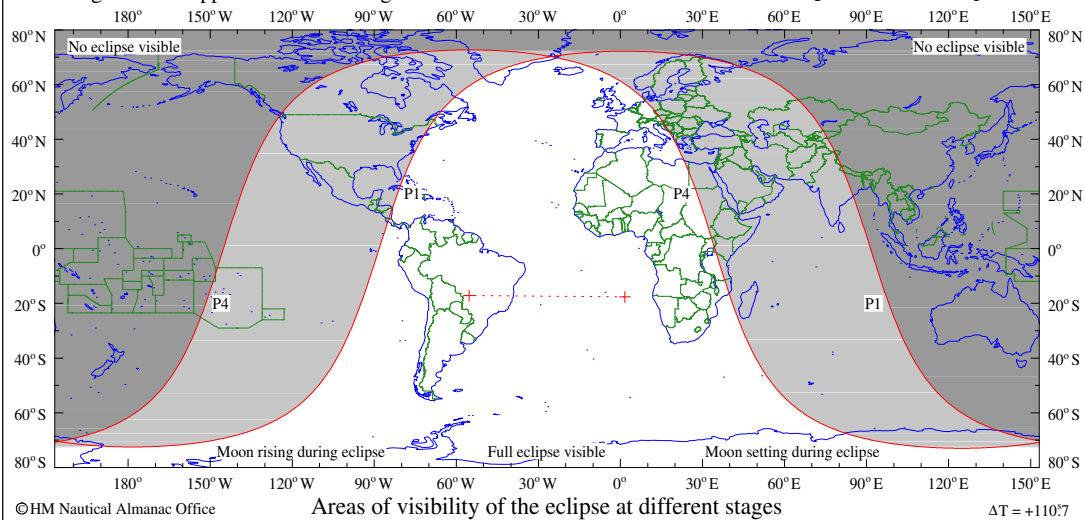 180° 150° W 120° W 90° W 60° W 30° W 0° 30° E 60° E 90° E 120° E 150° E
80° N No eclipse visible No eclipse visible 80° N
60° N 60° N
40° N 40° N
20° N P1 P4 20° N
0° 0°
20° S P4 P1 20° S
40° S 40° S
60° S 60° S
Moon rising during eclipse Full eclipse visible Moon setting during eclipse
80° S 80° S
180° 150° W 120° W 90° W 60° W 30° W 0° 30° E 60° E 90° E 120° E 150° E
©HM Nautical Almanac Office Areas of visibility of the eclipse at different stages ΔT = +110ˢ.7